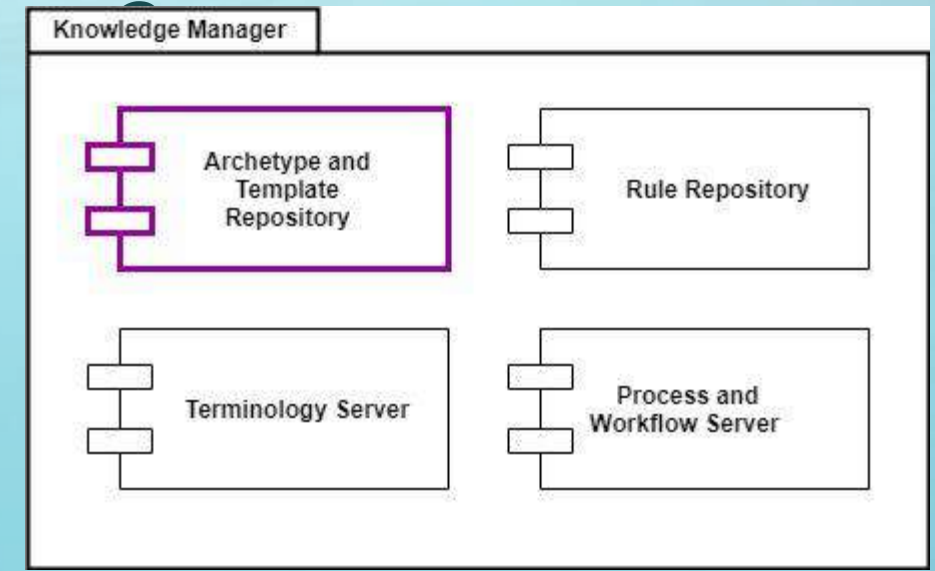 Knowledge Manager
Archetype and
Template
Repository
Rule Repository
Terminology Server
Process and
Workflow Server